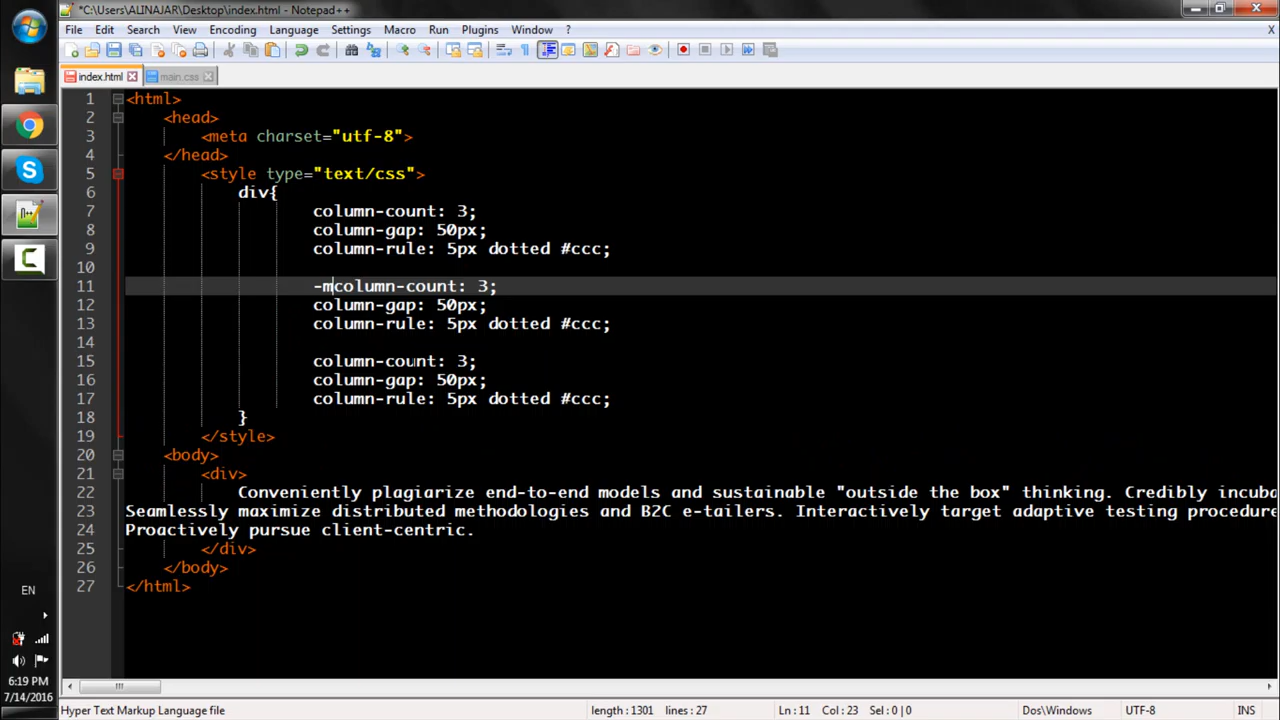 *C:\Users\ALINAJAR\Desktop\index.html - Notepad++
File Edit Search View Encoding Language Settings Macro Run Plugins Window ? X
index.html main.css
1 <html>
2 <head>
3 <meta charset="utf-8">
4 </head>
5 <style type="text/css">
6 div{
7 column-count: 3;
8 column-gap: 50px;
9 column-rule: 5px dotted #ccc;
10
11 -mcolumn-count: 3;
12 column-gap: 50px;
13 column-rule: 5px dotted #ccc;
14
15 column-count: 3;
16 column-gap: 50px;
17 column-rule: 5px dotted #ccc;
18 }
19 </style>
20 <body>
21 <div>
22 Conveniently plagiarize end-to-end models and sustainable "outside the box" thinking. Credibly incuba
23 Seamlessly maximize distributed methodologies and B2C e-tailers. Interactively target adaptive testing procedure
24 Proactively pursue client-centric.
25 </div>
26 </body>
27 </html>
EN
6:19 PM
7/14/2016
Hyper Text Markup Language file length : 1301 lines : 27 Ln : 11 Col : 23 Sel : 0 | 0 Dos\Windows UTF-8 INS